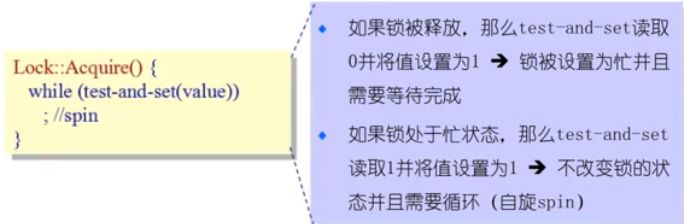 Lock::Acquire() {
while (test-and-set(value))
; //spin
}
如果锁被释放，那么test-and-set读取
0并将值设置为1 ➔ 锁被设置为忙并且
需要等待完成
如果锁处于忙状态，那么test-and-set
读取1并将值设置为1 ➔ 不改变锁的状
态并且需要循环（自旋spin）